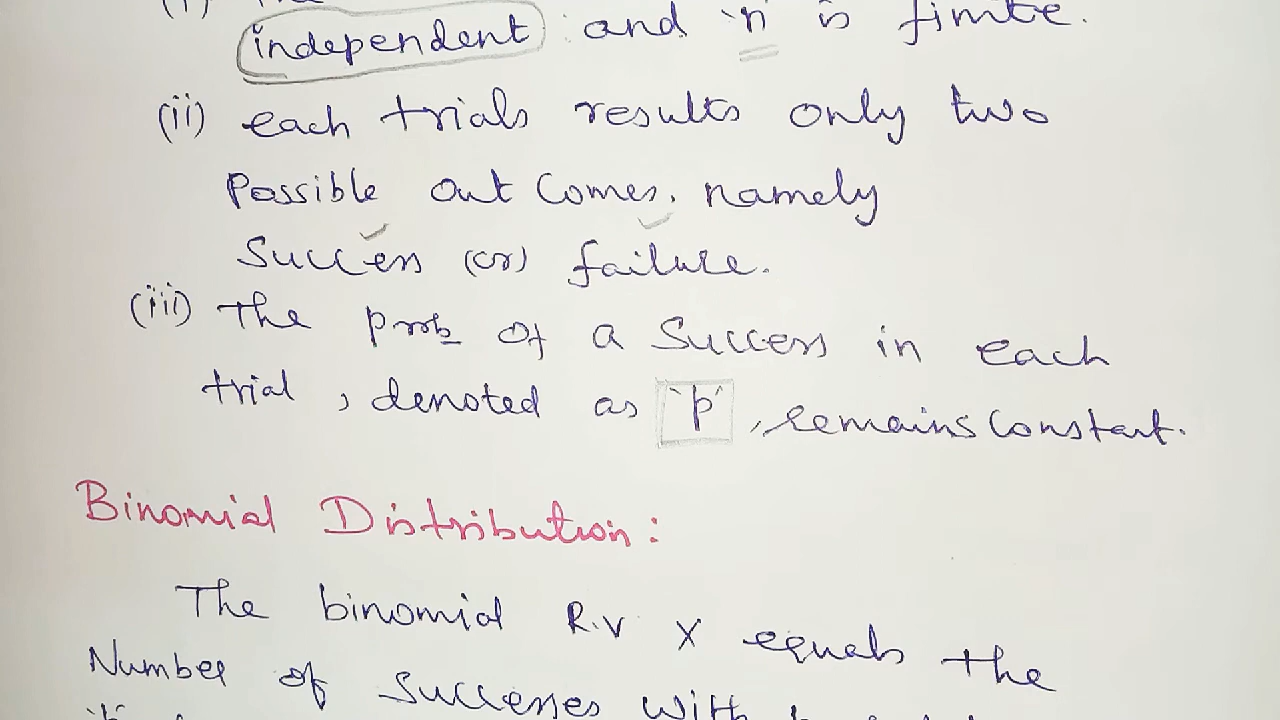 independent and 'n' is finite.
(ii) each trials results only two
possible out comes, namely
Success (or) failure.
(iii) The prob of a success in each
trial, denoted as 'p', remains constant.
Binomial Distribution:
The binomial R.V X equals the
Number of successes with